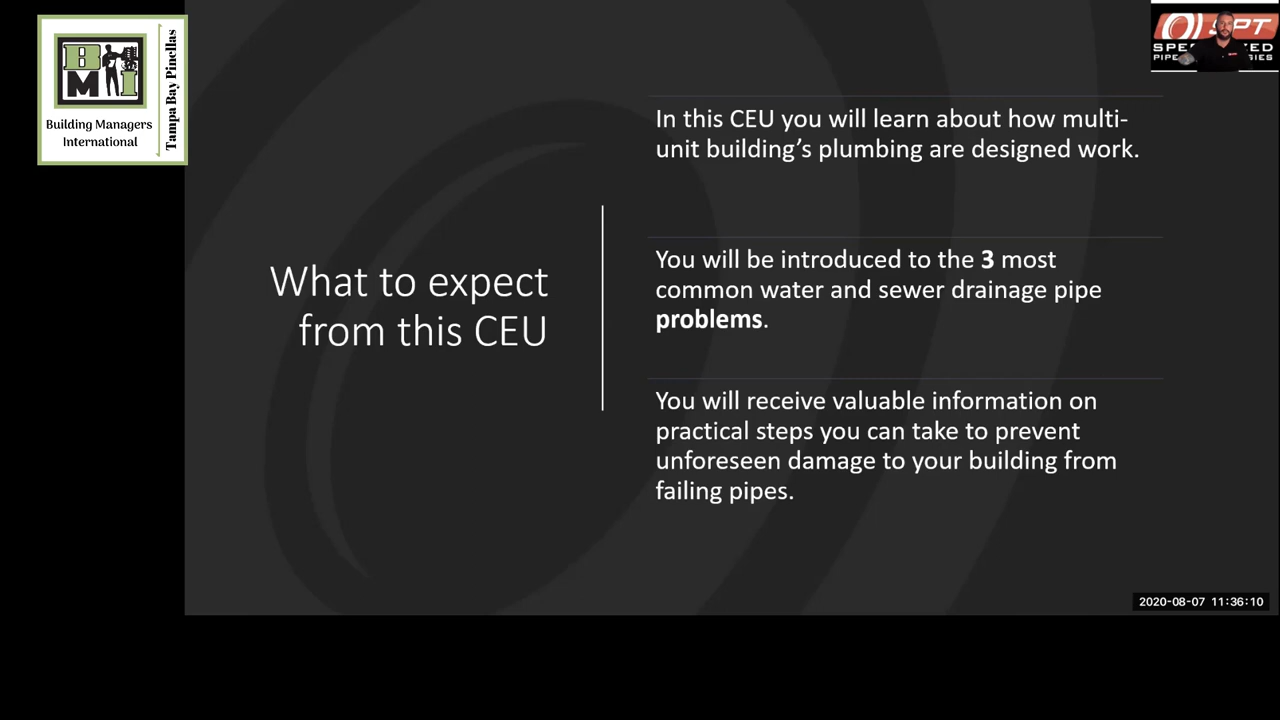 BMI
Building Managers
International
Tampa Bay Pinellas
SPT
What to expect
from this CEU
In this CEU you will learn about how multi-
unit building’s plumbing are designed work.
You will be introduced to the 3 most
common water and sewer drainage pipe
problems.
You will receive valuable information on
practical steps you can take to prevent
unforeseen damage to your building from
failing pipes.
2020-08-07 11:36:10